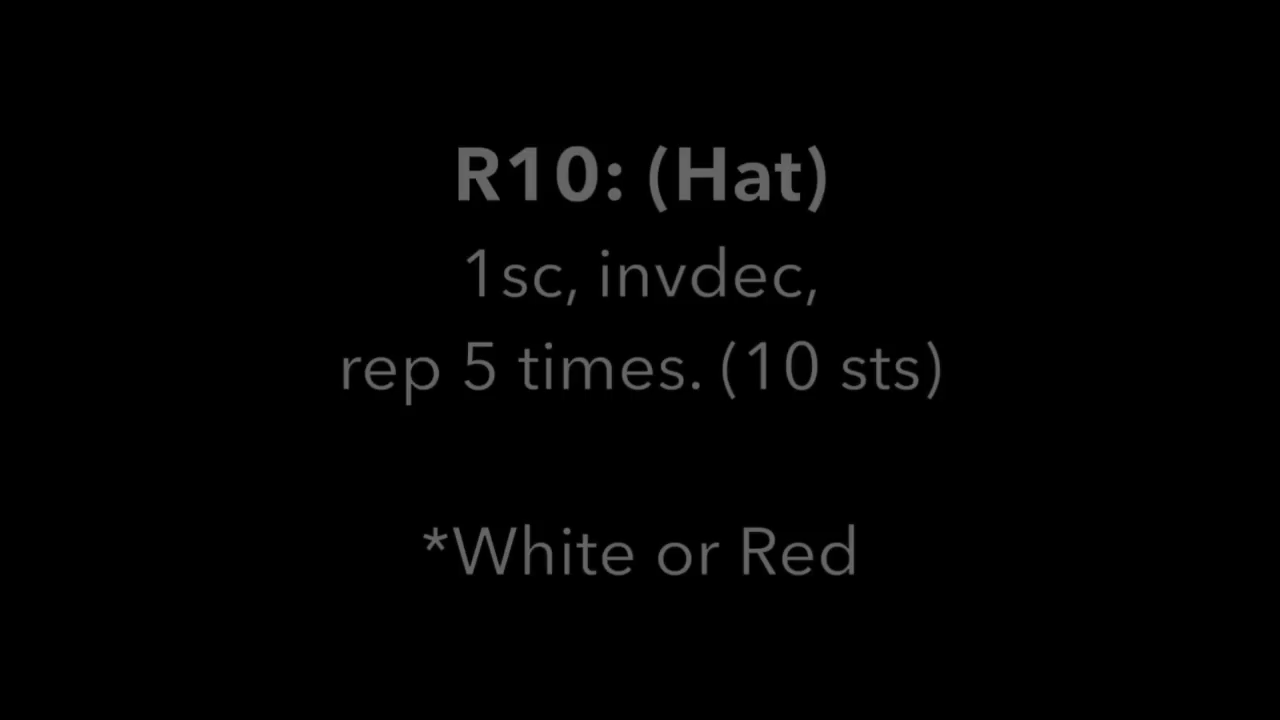 R10: (Hat)
1sc, invdec,
rep 5 times. (10 sts)
*White or Red